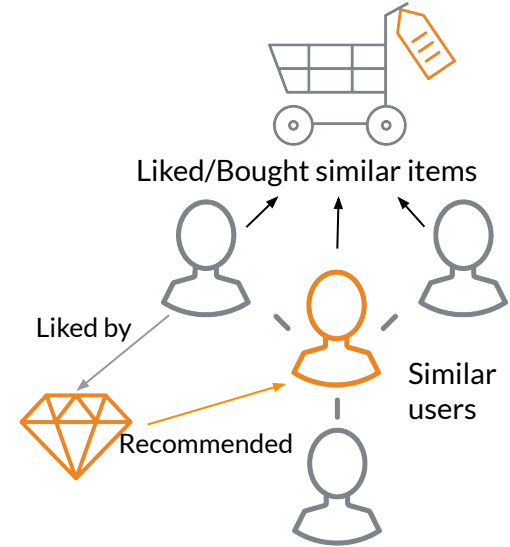 Liked/Bought similar items
Liked by
Similar
users
Recommended